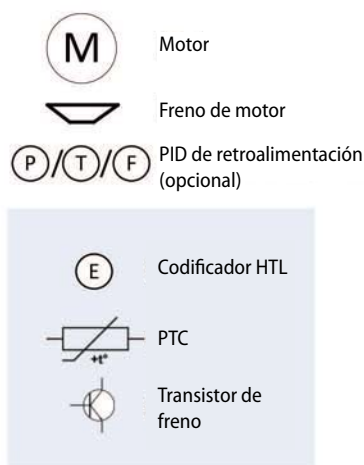 M Motor
Freno de motor
P/T/F PID de retroalimentación
(opcional)
E Codificador HTL
+t° PTC
Transistor de
freno